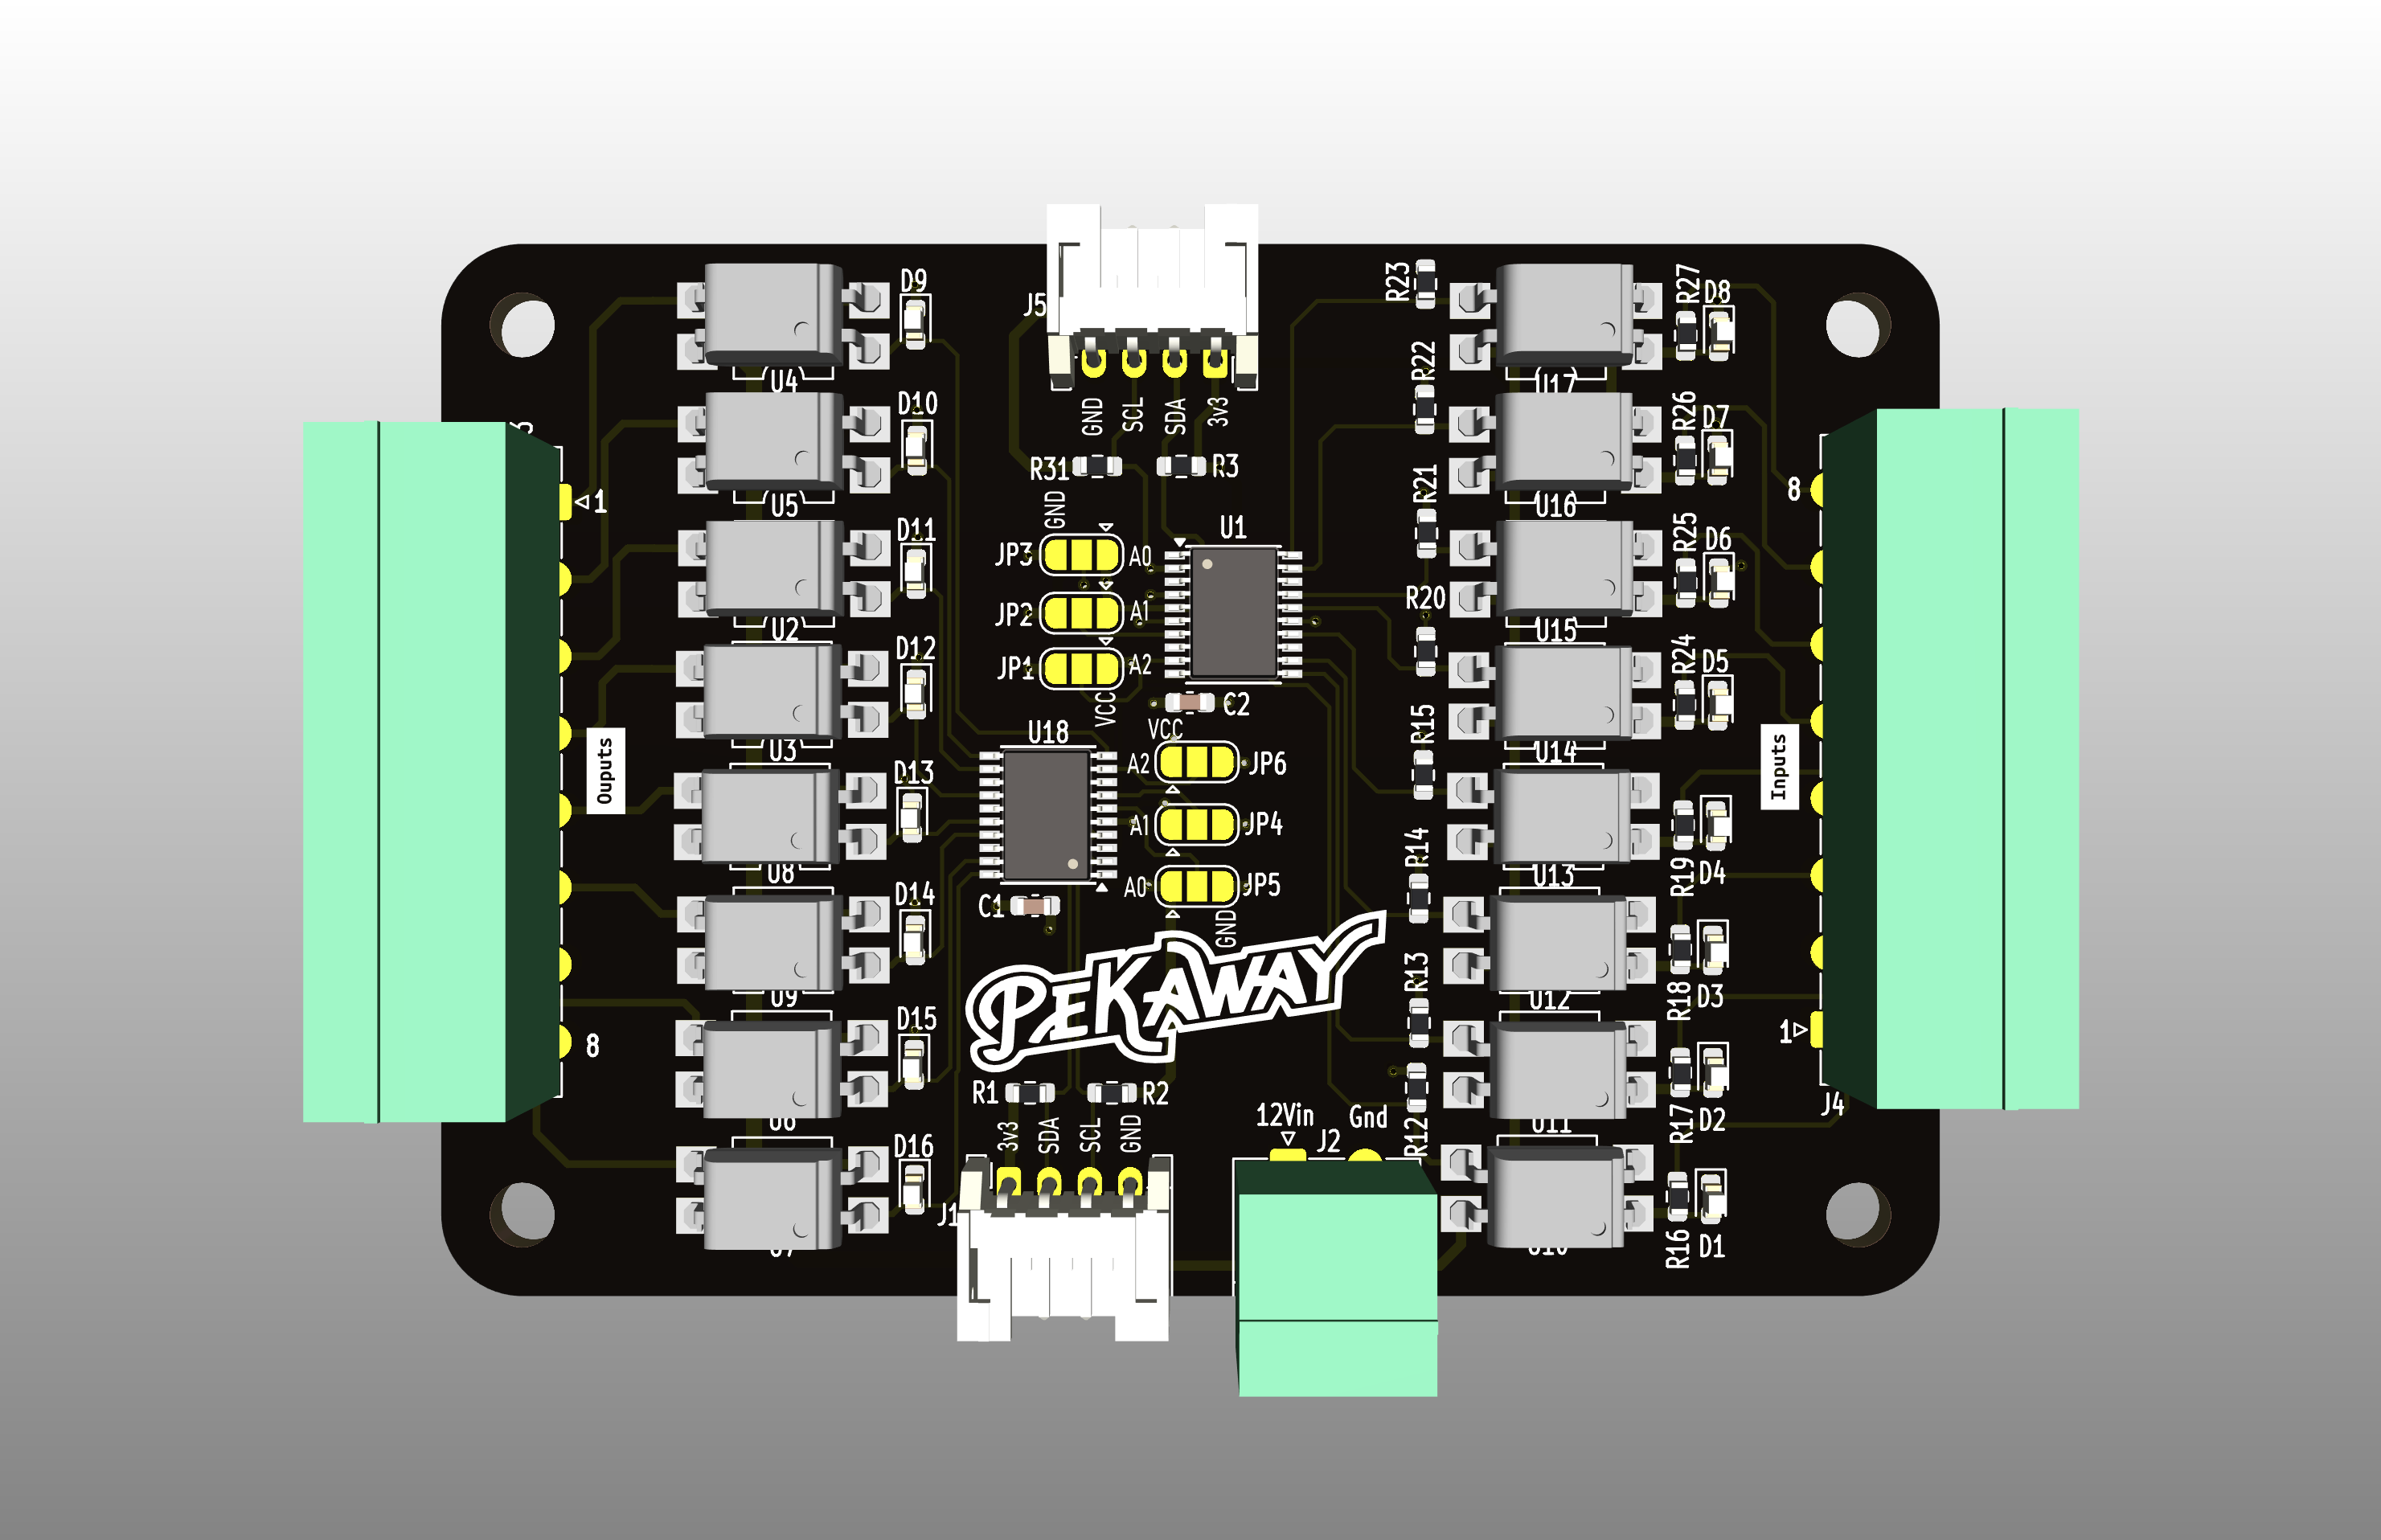 D9
J5
R23
R27
D8
U4
GND
SCL
SDA
3v3
R22
U17
D10
R26
D7
R31
R3
1
U5
GND
R21
U16
8
D11
JP3
A0
U1
R25
D6
JP2
A1
R20
U2
U15
D12
JP1
A2
R24
D5
VCC
C2
U3
U18
VCC
R15
U14
Ouputs
Inputs
D13
A2
JP6
A1
JP4
R14
U8
R19
D4
A0
JP5
U13
D14
C1
GND
PEKAWAY
R13
U9
U12
R18
D3
8
D15
1
R1
R2
J4
3v3
SDA
SCL
GND
12Vin
Gnd
J2
R12
U11
R17
D2
D16
J1
R16
D1